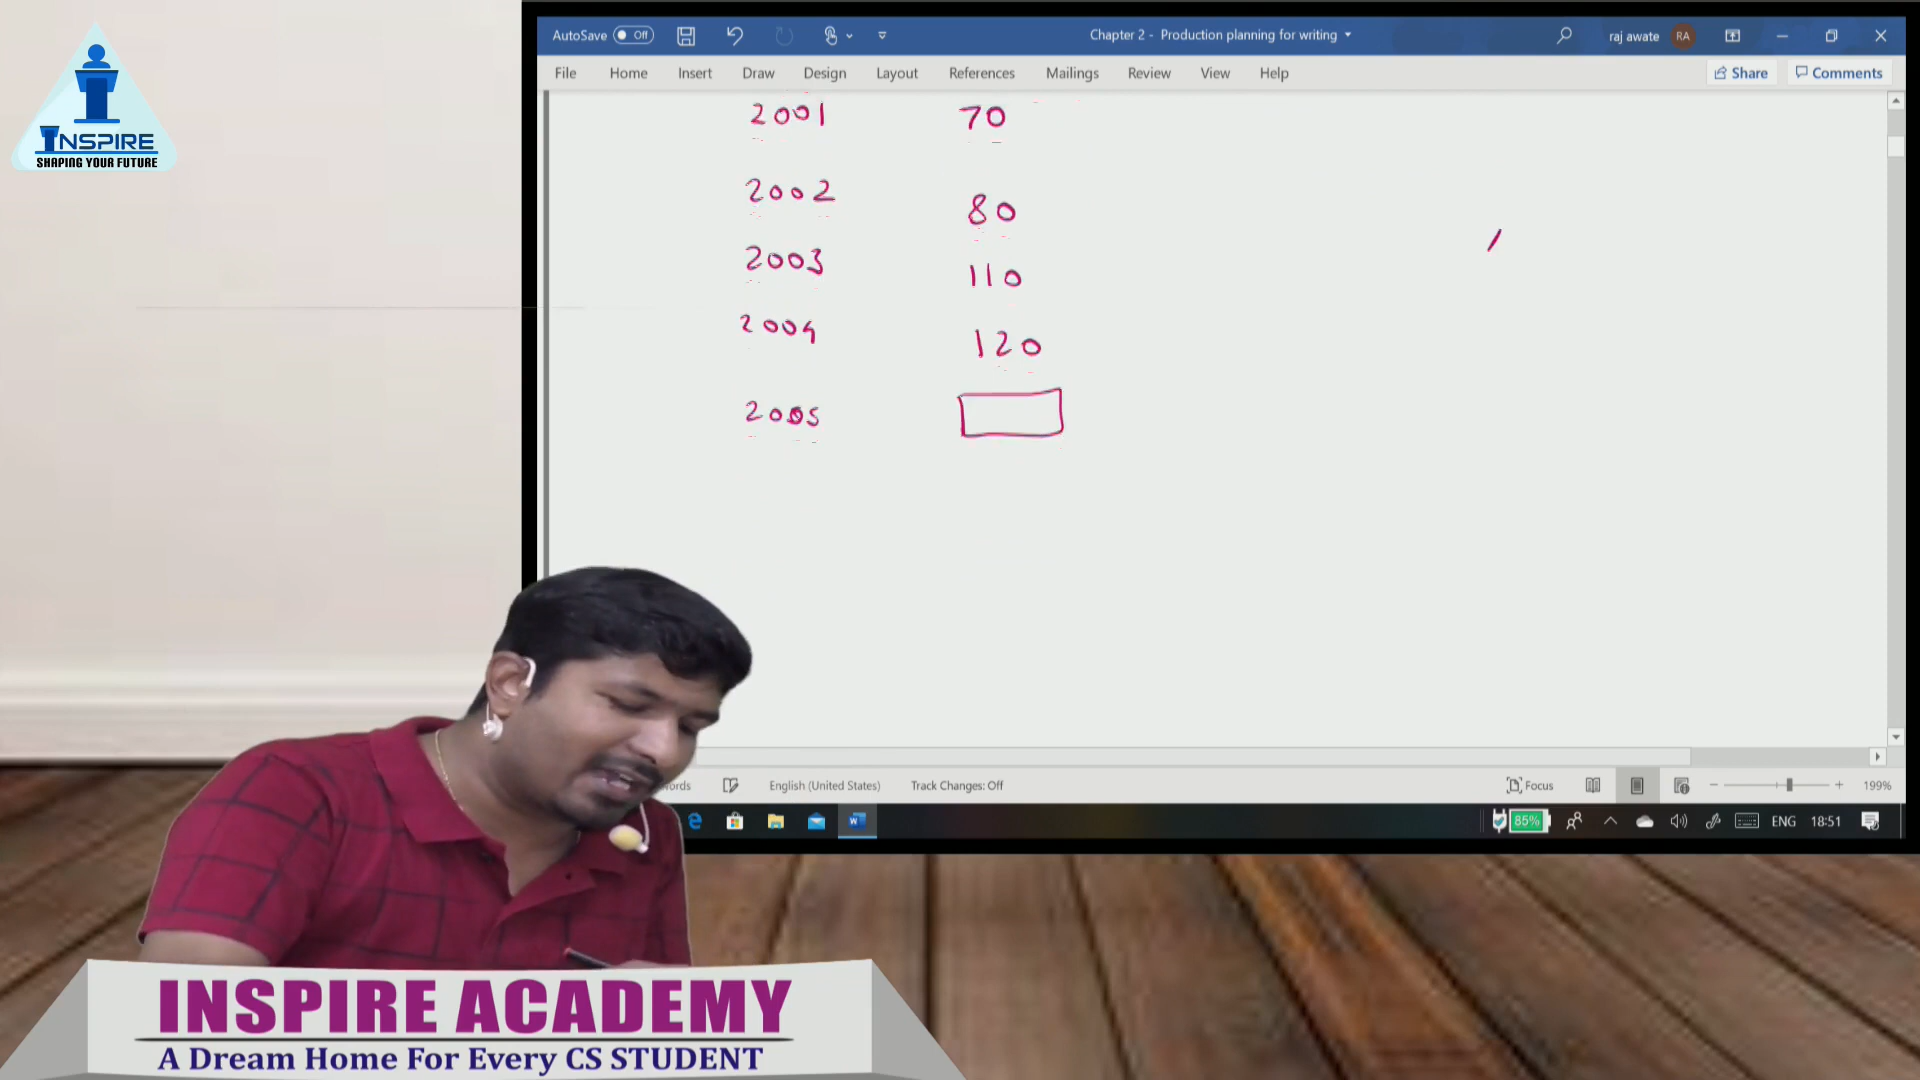 INSPIRE
SHAPING YOUR FUTURE
AutoSave Off
Chapter 2 - Production planning for writing
raj awate RA
File Home Insert Draw Design Layout References Mailings Review View Help
Share Comments
2001 70
2002 80
2003 110
2004 120
2005
English (United States) Track Changes: Off
Focus
199%
85% ENG 18:51
INSPIRE ACADEMY
A Dream Home For Every CS STUDENT